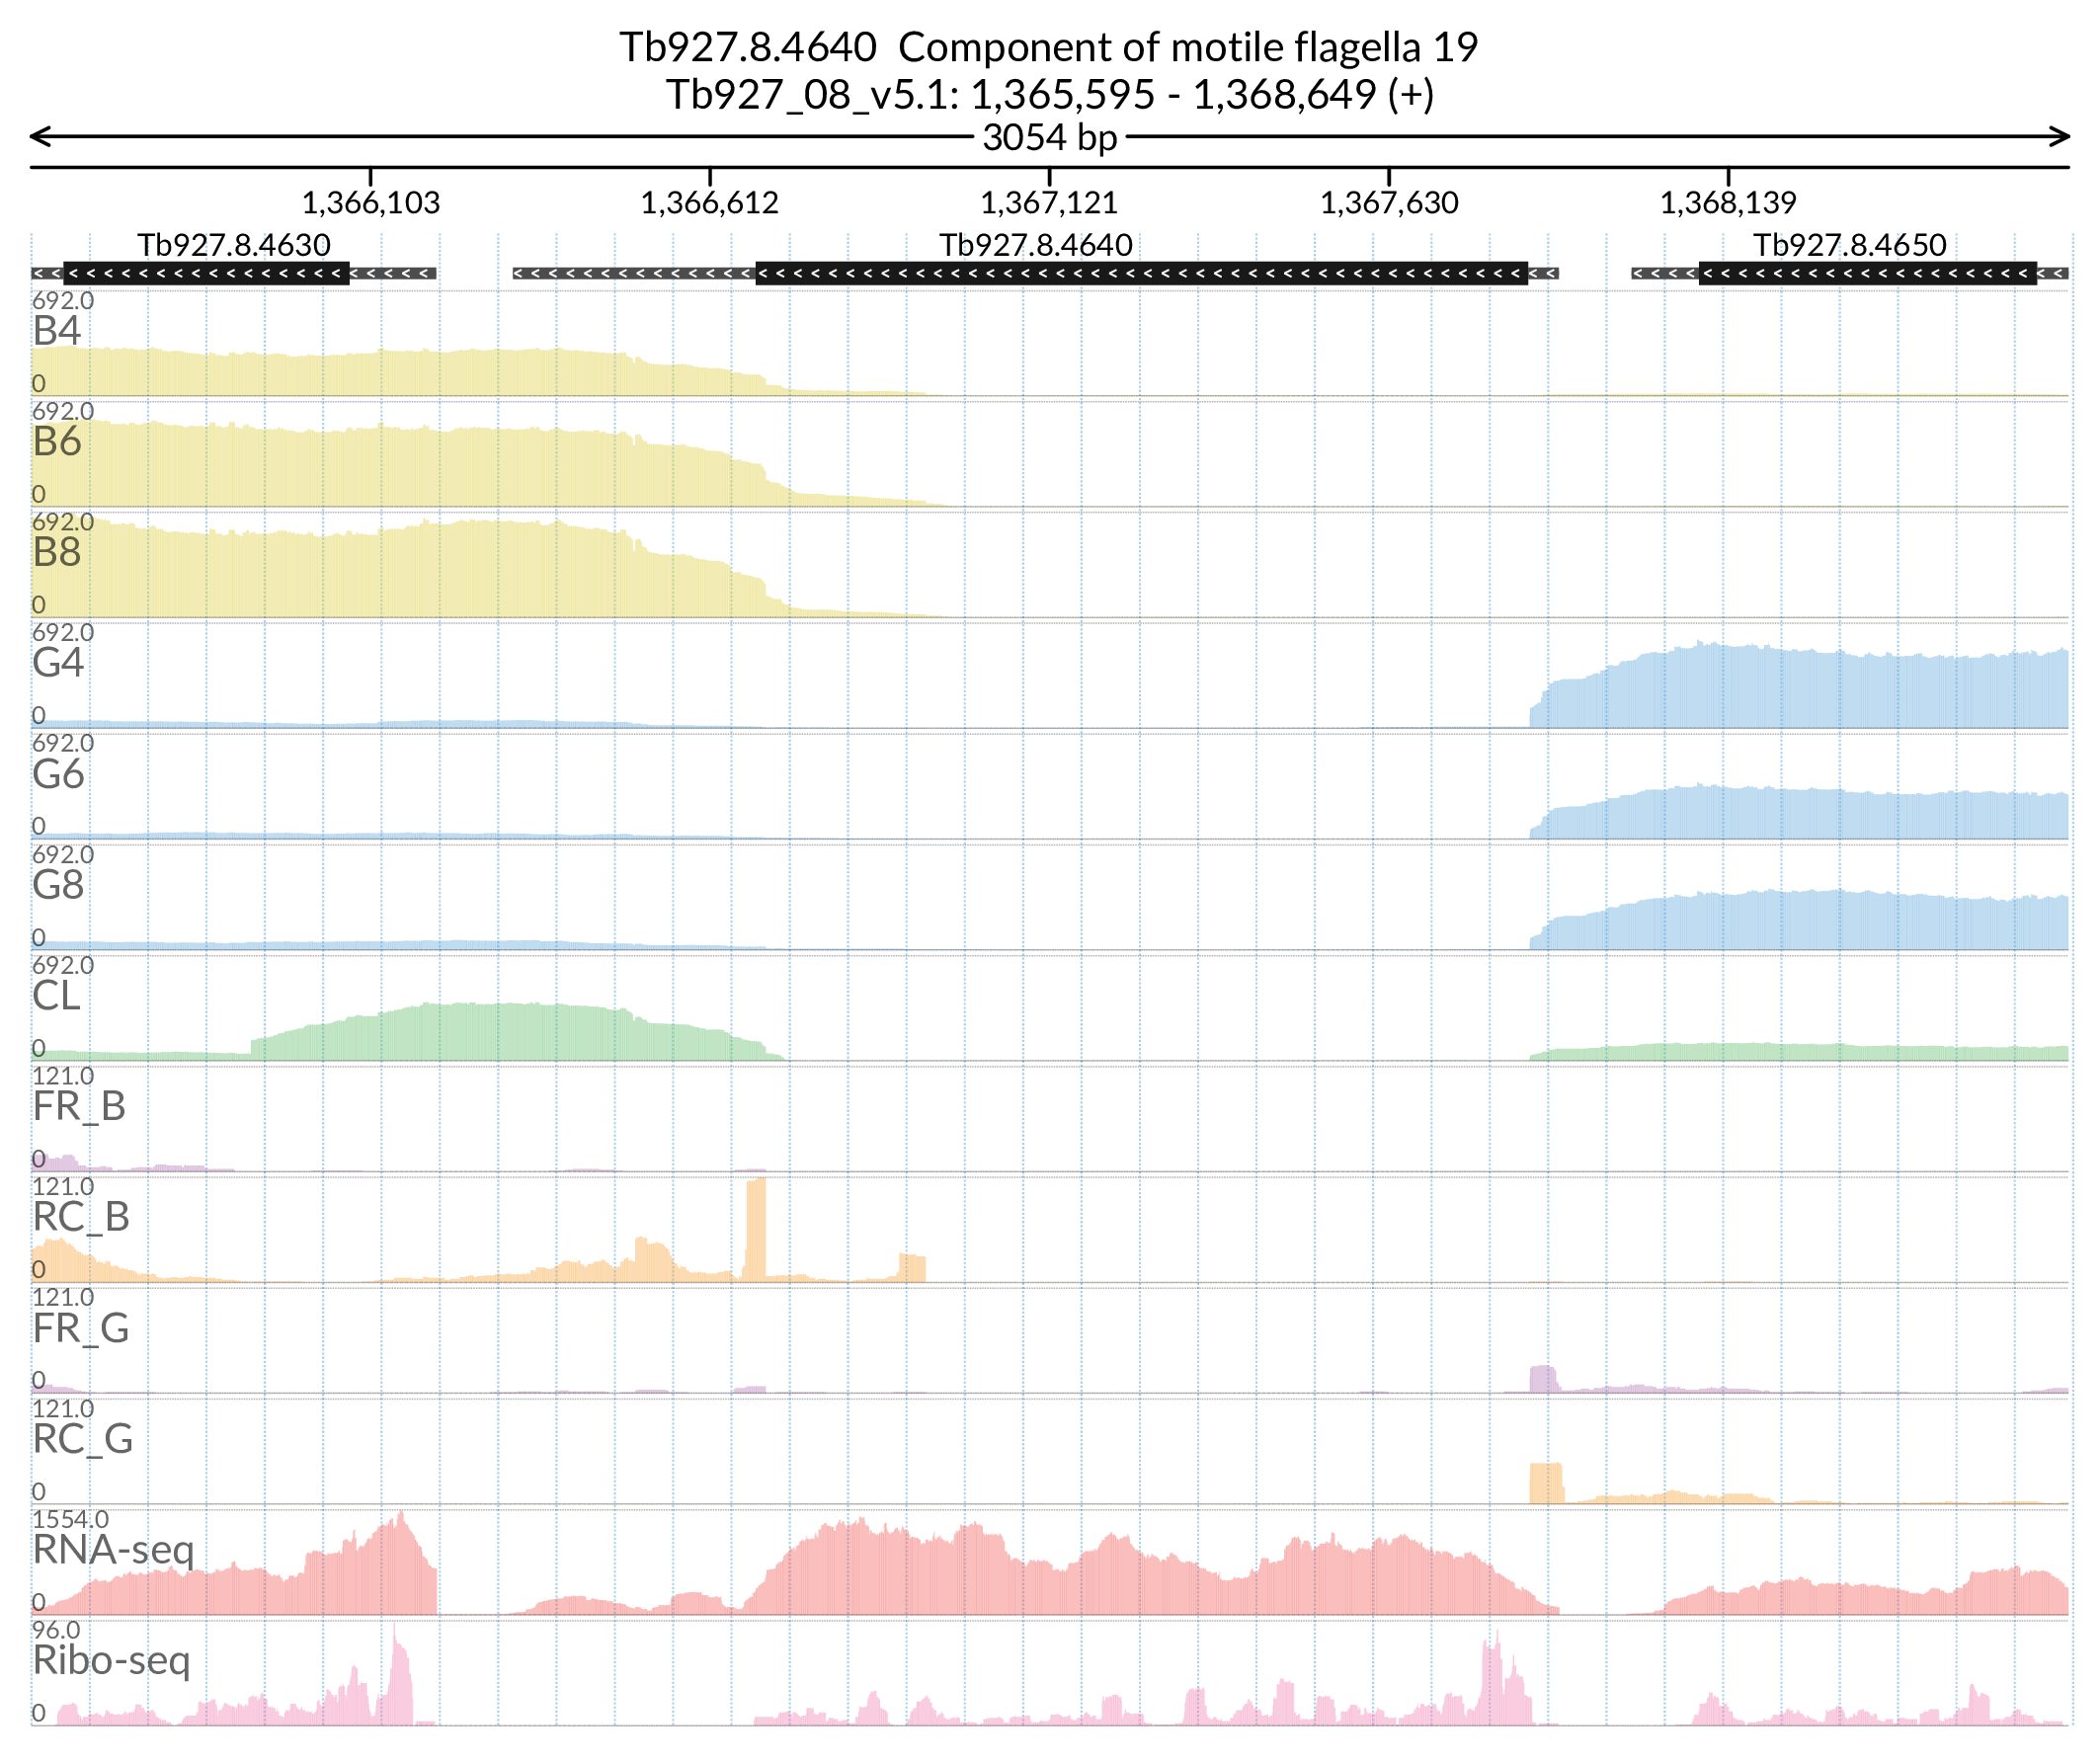 Tb927.8.4640 Component of motile flagella 19
Tb927_08_v5.1: 1,365,595 - 1,368,649 (+)
3054 bp
1,366,103 1,366,612 1,367,121 1,367,630 1,368,139
Tb927.8.4630 Tb927.8.4640 Tb927.8.4650
692.0
B4
0
692.0
B6
0
692.0
B8
0
692.0
G4
0
692.0
G6
0
692.0
G8
0
692.0
CL
0
121.0
FR_B
0
121.0
RC_B
0
121.0
FR_G
0
121.0
RC_G
0
1554.0
RNA-seq
0
96.0
Ribo-seq
0